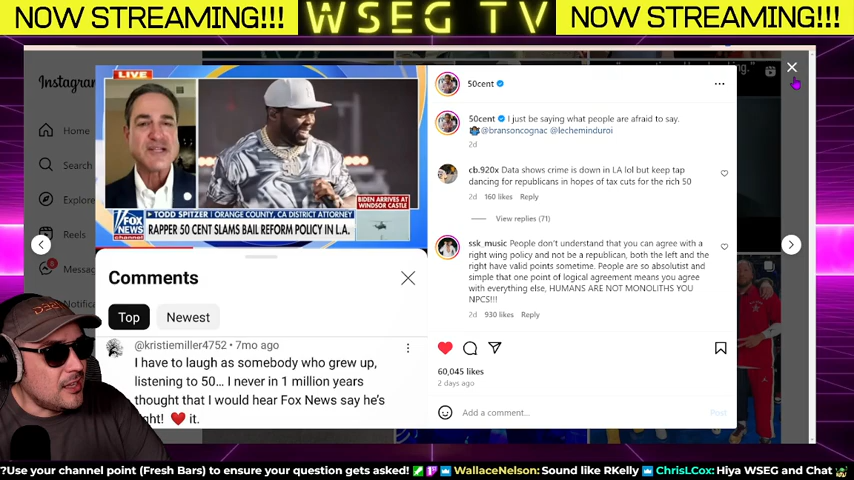 NOW STREAMING!!!
WSEG TV
NOW STREAMING!!!
Instagram
Home
Search
Explore
Reels
Messa
Notifica
LIVE
BIDEN ARRIVES AT
WINDSOR CASTLE
FOX
NEWS
channel
TODD SPITZER | ORANGE COUNTY, CA DISTRICT ATTORNEY
RAPPER 50 CENT SLAMS BAIL REFORM POLICY IN L.A.
Comments
Top
Newest
@kristiemiller4752 • 7mo ago
I have to laugh as somebody who grew up,
listening to 50... I never in 1 million years
thought that I would hear Fox News say he's
ght! ❤️ it.
50cent
50cent I just be saying what people are afraid to say.
@bransoncognac @lecheminduroi
2d
cb.920x Data shows crime is down in LA lol but keep tap
dancing for republicans in hopes of tax cuts for the rich 50
2d 160 likes Reply
View replies (71)
ssk_music People don't understand that you can agree with a
right wing policy and not be a republican, both the left and the
right have valid points sometime. People are so absolutist and
simple that one point of logical agreement means you agree
with everything else, HUMANS ARE NOT MONOLITHS YOU
NPCS!!!
2d 930 likes Reply
60,045 likes
2 days ago
Add a comment...
Post
?Use your channel point (Fresh Bars) to ensure your question gets asked! WallaceNelson: Sound like RKelly ChrisLCox: Hiya WSEG and Chat